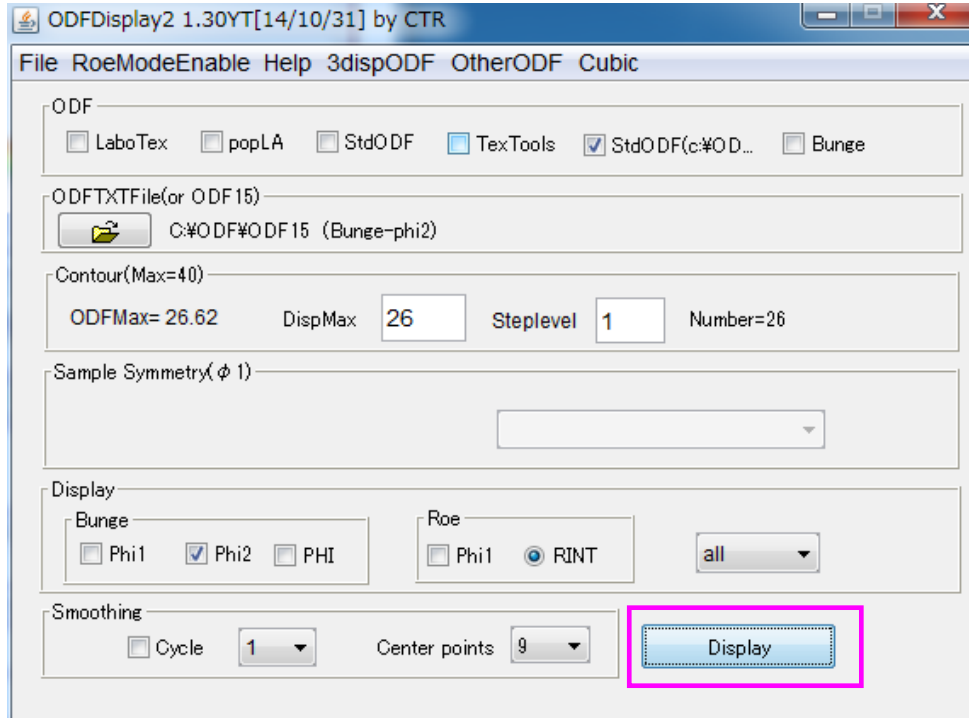 ODFDisplay2 1.30YT[14/10/31] by CTR
File RoeModeEnable Help 3dispODF OtherODF Cubic
ODF
LaboTex popLA StdODF TexTools StdODF(c:¥OD... Bunge
ODFTXTFile(or ODF15)
C:¥ODF¥ODF15 (Bunge-phi2)
Contour(Max=40)
ODFMax= 26.62 DispMax 26 Steplevel 1 Number=26
Sample Symmetry(φ1)
Display
Bunge Roe
Phi1 Phi2 PHI Phi1 RINT all
Smoothing
Cycle 1 Center points 9 Display